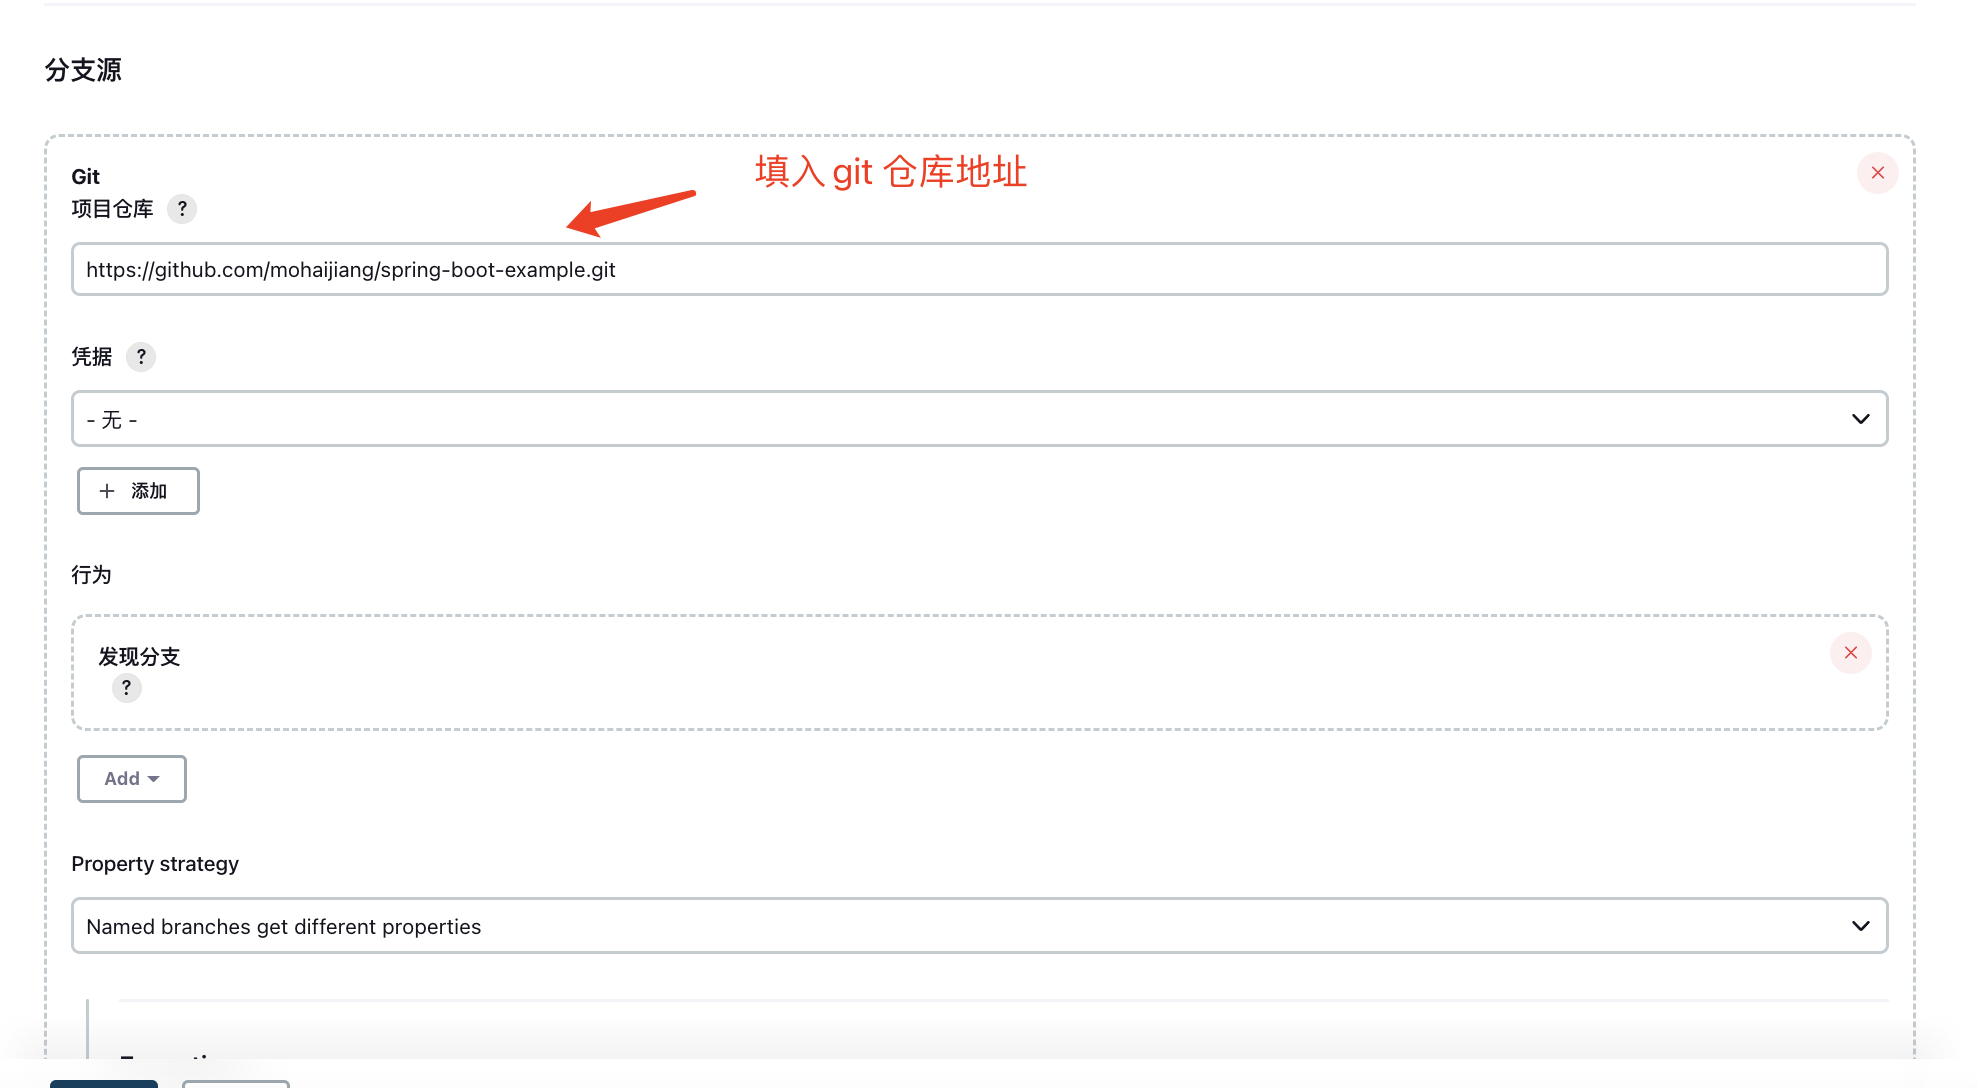 分支源
填入 git 仓库地址
Git
项目仓库 ?
https://github.com/mohaijiang/spring-boot-example.git
凭据 ?
- 无 -
添加
行为
发现分支
?
Add
Property strategy
Named branches get different properties